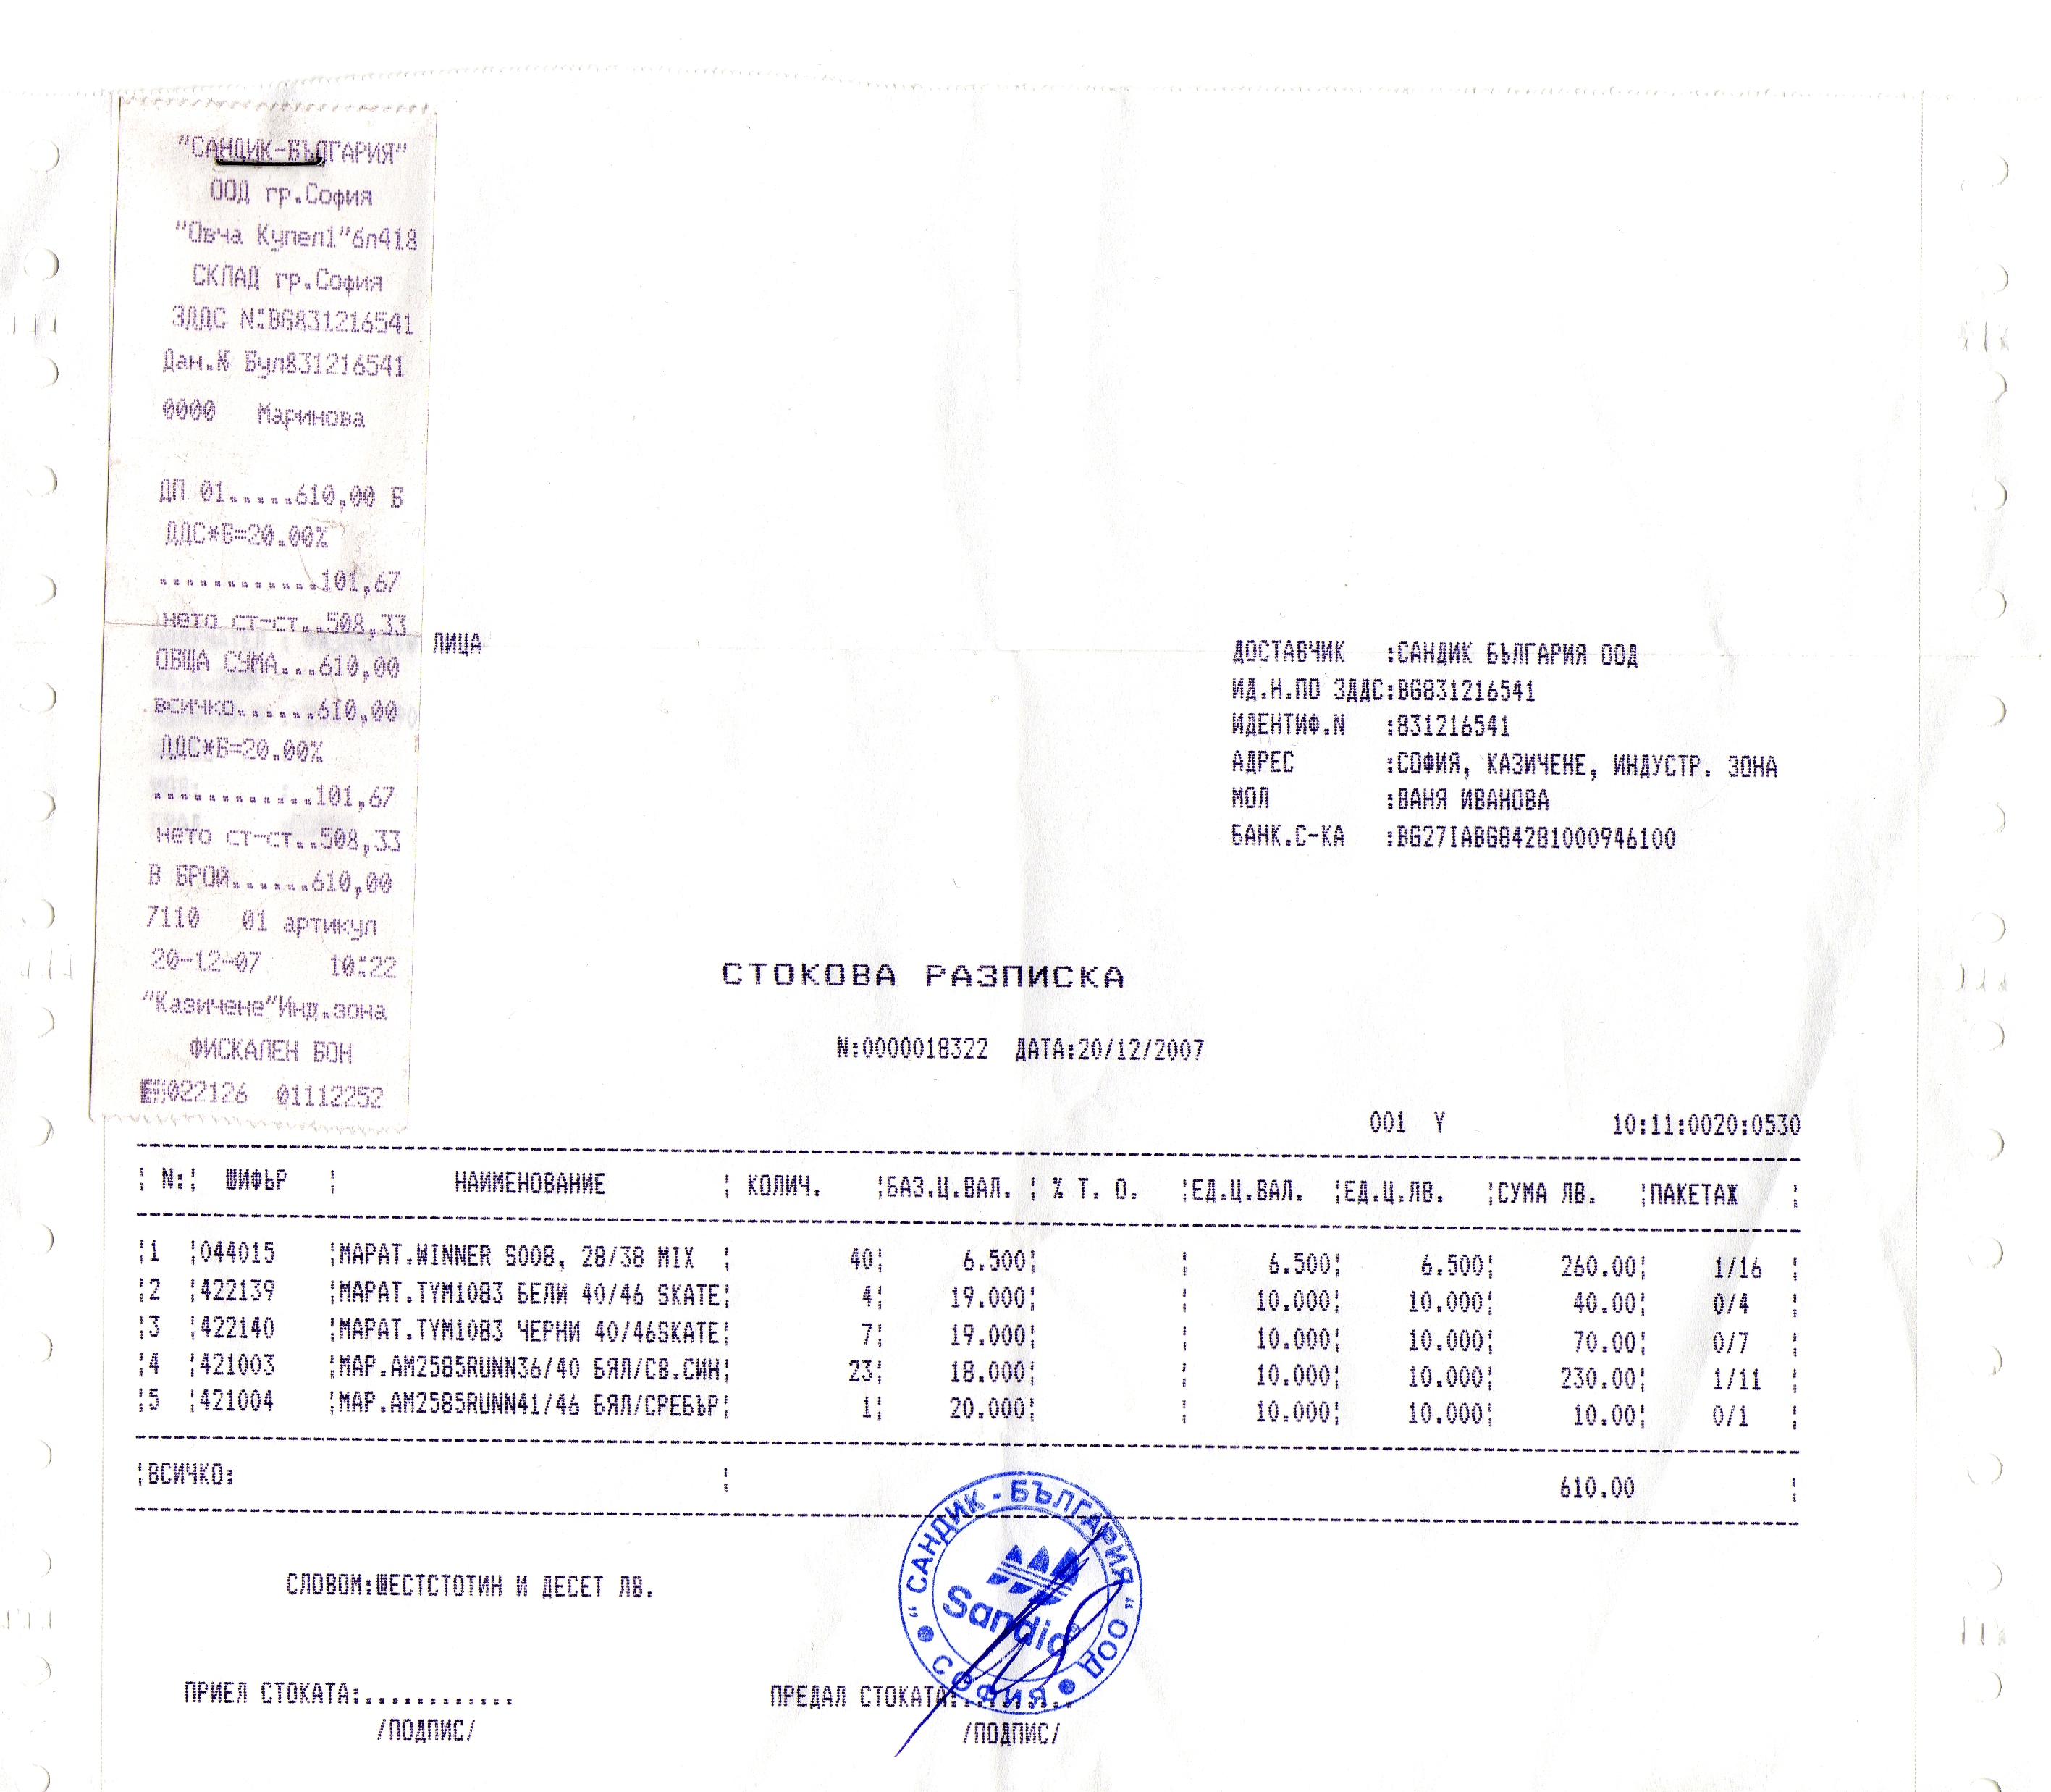 "САНДИК-БЪЛГАРИЯ"
ООД гр.София
"Овча Купел1"бл418
СКЛАД гр.София
ЗДДС N:BG831216541
Дан.№ Бул831216541
0000 Маринова
ДП 01.....610,00 Б
ДДС*Б=20.00%
............101,67
нето ст-ст..508,33
ОБЩА СУМА...610,00
всичко......610,00
ДДС*Б=20.00%
............101,67
нето ст-ст..508,33
В БРОЙ......610,00
7110 01 артикул
20-12-07 10:22
"Казичене"Инд.зона
ФИСКАЛЕН БОН
022126 01112252
ЛИЦА
ДОСТАВЧИК :САНДИК БЪЛГАРИЯ ООД
ИД.Н.ПО ЗДДС:BG831216541
ИДЕНТИФ.N :831216541
АДРЕС :СОФИЯ, КАЗИЧЕНЕ, ИНДУСТР. ЗОНА
МОЛ :ВАНЯ ИВАНОВА
БАНК.С-КА :BG27IABG84281000946100
СТОКОВА РАЗПИСКА
N:0000018322 ДАТА:20/12/2007
001 Y 10:11:0020:0530
¦ N:¦ ШИФЪР ¦ НАИМЕНОВАНИЕ ¦ КОЛИЧ. ¦БАЗ.Ц.ВАЛ. ¦ % Т. О. ¦ЕД.Ц.ВАЛ. ¦ЕД.Ц.ЛВ. ¦СУМА ЛВ. ¦ПАКЕТАЖ ¦
¦1 ¦044015 ¦МАРАТ.WINNER S008, 28/38 MIX ¦ 40¦ 6.500¦ ¦ 6.500¦ 6.500¦ 260.00¦ 1/16 ¦
¦2 ¦422139 ¦МАРАТ.TYM1083 БЕЛИ 40/46 SKATE¦ 4¦ 19.000¦ ¦ 10.000¦ 10.000¦ 40.00¦ 0/4 ¦
¦3 ¦422140 ¦МАРАТ.TYM1083 ЧЕРНИ 40/46SKATE¦ 7¦ 19.000¦ ¦ 10.000¦ 10.000¦ 70.00¦ 0/7 ¦
¦4 ¦421003 ¦МАР.AM2585RUNN36/40 БЯЛ/СВ.СИН¦ 23¦ 18.000¦ ¦ 10.000¦ 10.000¦ 230.00¦ 1/11 ¦
¦5 ¦421004 ¦МАР.AM2585RUNN41/46 БЯЛ/СРЕБЪР¦ 1¦ 20.000¦ ¦ 10.000¦ 10.000¦ 10.00¦ 0/1 ¦
¦ВСИЧКО: ¦ 610.00 ¦
СЛОВОМ:ШЕСТСТОТИН И ДЕСЕТ ЛВ.
"САНДИК - БЪЛГАРИЯ" ООД
Sandic®
СОФИЯ
ПРИЕЛ СТОКАТА:............ ПРЕДАЛ СТОКАТА:.........
/ПОДПИС/ /ПОДПИС/